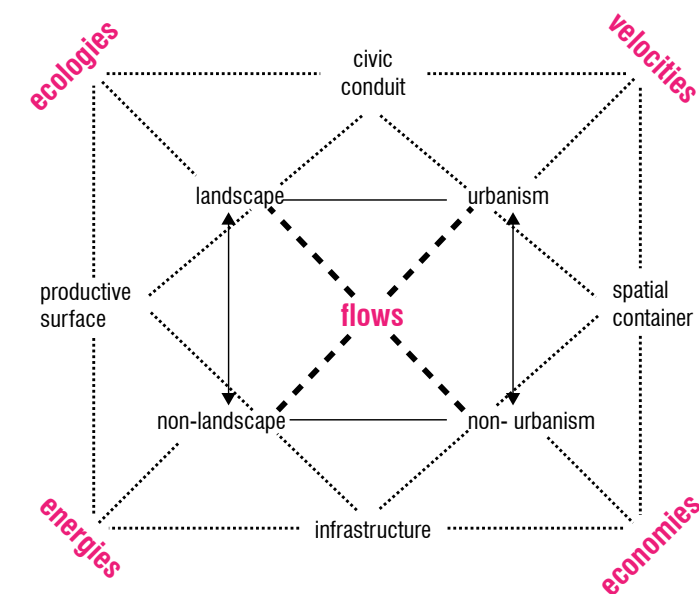 ecologies
velocities
civic
conduit
landscape
urbanism
productive
surface
flows
spatial
container
non-landscape
non- urbanism
energies
infrastructure
economies